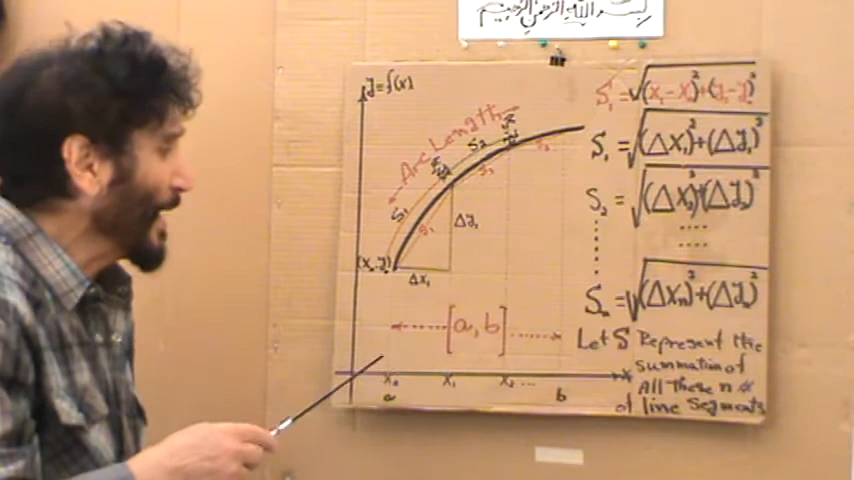 بسم الله الرحمن الرحيم
y=f(x)
Arc Length
S₁ = √(x₁-x₀)²+(y₁-y₀)²
S₁ = √(Δx₁)²+(Δy₁)²
S₂ = √(Δx₂)²+(Δy₂)²
Sₙ = √(Δxₙ)²+(Δyₙ)²
S₁
S₂
S₁
S₂
S₃
Δy₁
(x₀,y₀)
Δx₁
[a,b]
Let S Represent the
summation of
All These n #
of line Segments
x₀ x₁ x₂ ... x
a b